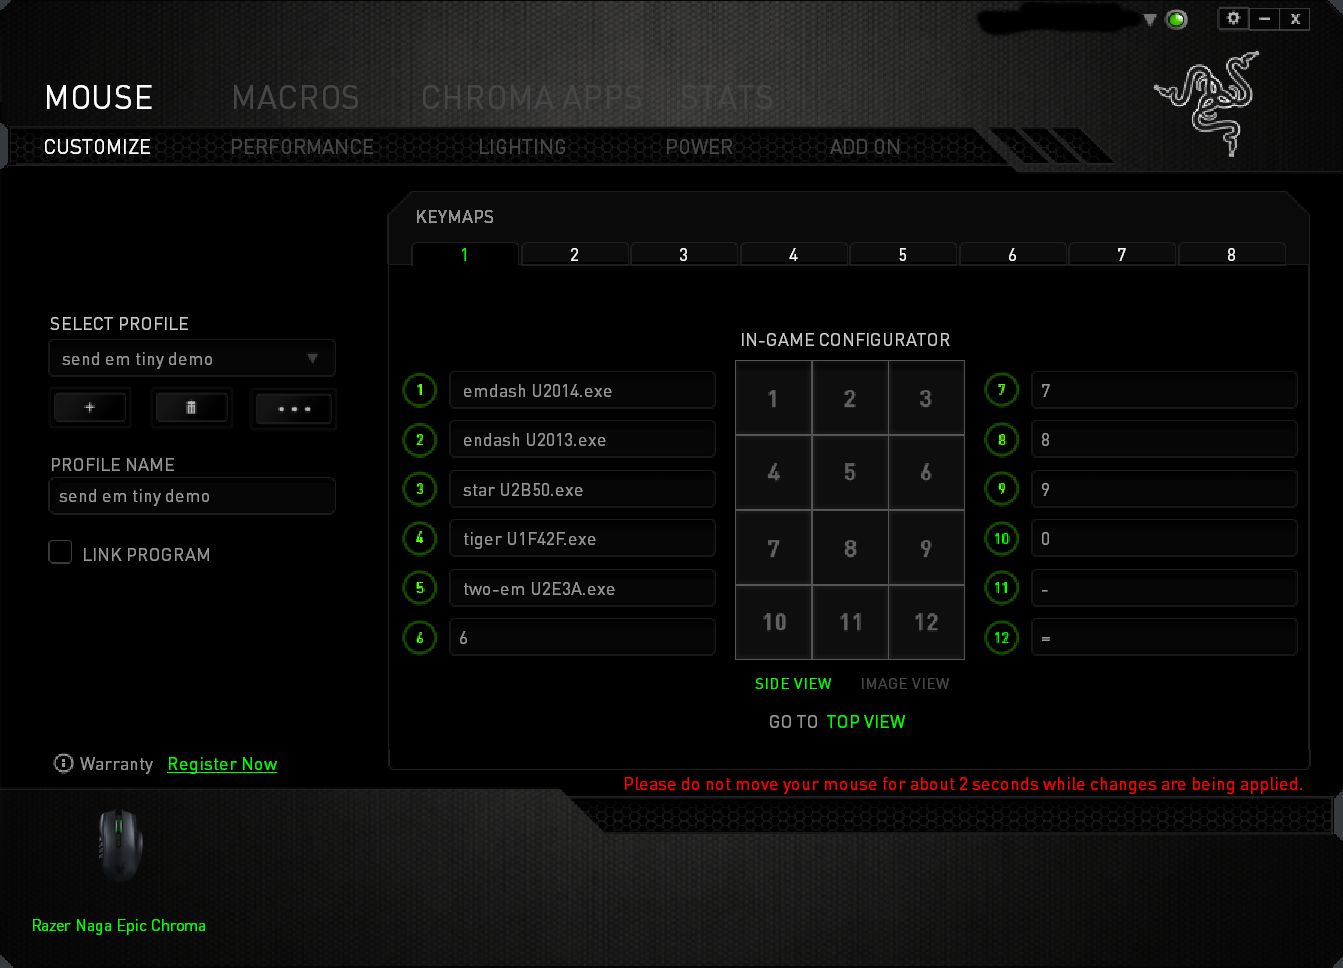 X
MOUSE MACROS CHROMA APPS STATS
CUSTOMIZE PERFORMANCE LIGHTING POWER ADD ON
KEYMAPS
1 2 3 4 5 6 7 8
SELECT PROFILE
send em tiny demo
+
PROFILE NAME
send em tiny demo
LINK PROGRAM
IN-GAME CONFIGURATOR
1 emdash U2014.exe
2 endash U2013.exe
3 star U2B50.exe
4 tiger U1F42F.exe
5 two-em U2E3A.exe
6 6
1 2 3
4 5 6
7 8 9
10 11 12
7 7
8 8
9 9
10 0
11 -
12 =
SIDE VIEW IMAGE VIEW
GO TO TOP VIEW
Warranty Register Now
Please do not move your mouse for about 2 seconds while changes are being applied.
Razer Naga Epic Chroma